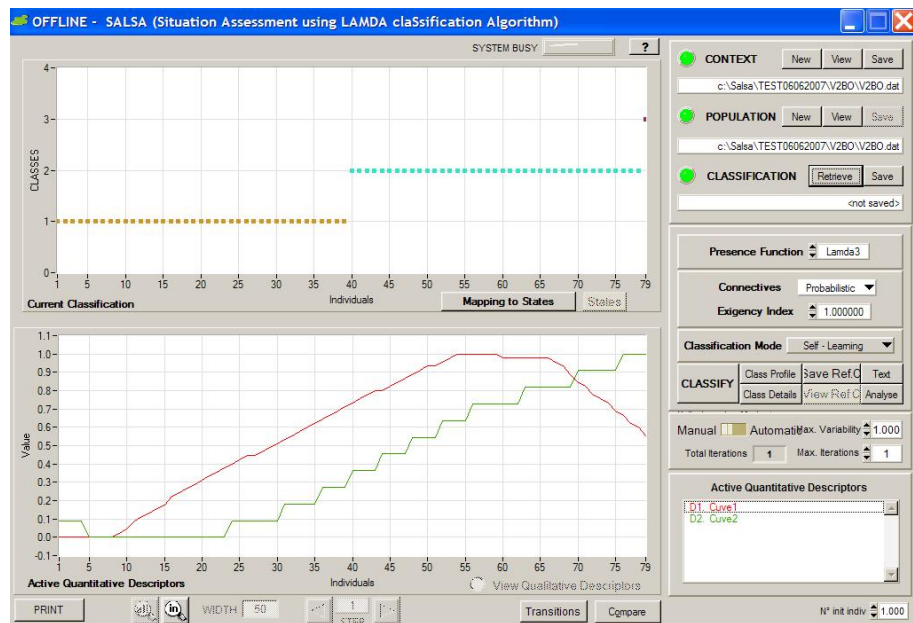 OFFLINE - SALSA (Situation Assessment using LAMDA claSsification Algorithm)
SYSTEM BUSY ?
4
3
2
1
0
CLASSES
1 5 10 15 20 25 30 35 40 45 50 55 60 65 70 75 79
Individuals
Current Classification
Mapping to States States
1.1
1.0
0.9
0.8
0.7
0.6
0.5
0.4
0.3
0.2
0.1
0.0
-0.1
Value
1 5 10 15 20 25 30 35 40 45 50 55 60 65 70 75 79
Individuals
Active Quantitative Descriptors
View Qualitative Descriptors
PRINT all in WIDTH 50 1 STEP Transitions Compare
CONTEXT New View Save
c:\Salsa\TEST06062007\V2BO\V2BO.dat
POPULATION New View Save
c:\Salsa\TEST06062007\V2BO\V2BO.dat
CLASSIFICATION Retrieve Save
<not saved>
Presence Function Lamda3
Connectives Probabilistic
Exigency Index 1.000000
Classification Mode Self - Learning
CLASSIFY
Class Profile Save Ref.C Text
Class Details View Ref C Analyse
Manual Automati ax. Variability 1.000
Total Iterations 1 Max. Iterations 1
Active Quantitative Descriptors
D1. Cuve1
D2. Cuve2
N° init indiv 1.000